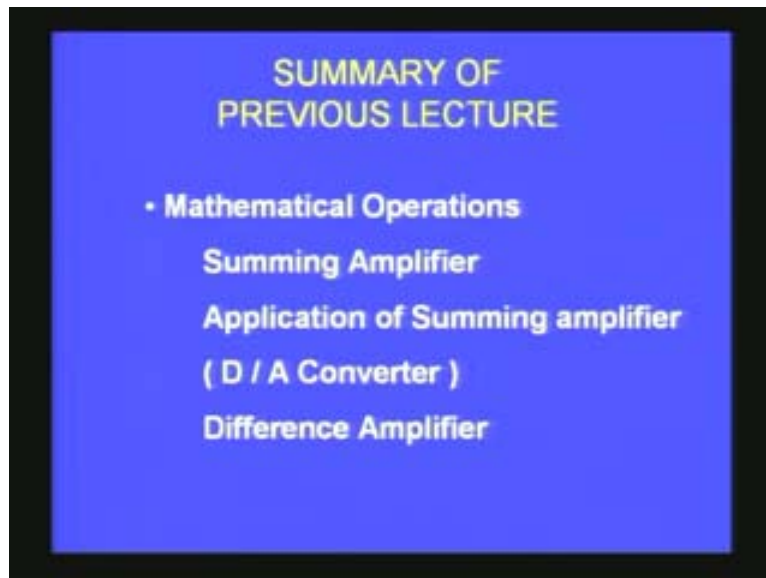 SUMMARY OF
PREVIOUS LECTURE
• Mathematical Operations
Summing Amplifier
Application of Summing amplifier
( D / A Converter )
Difference Amplifier